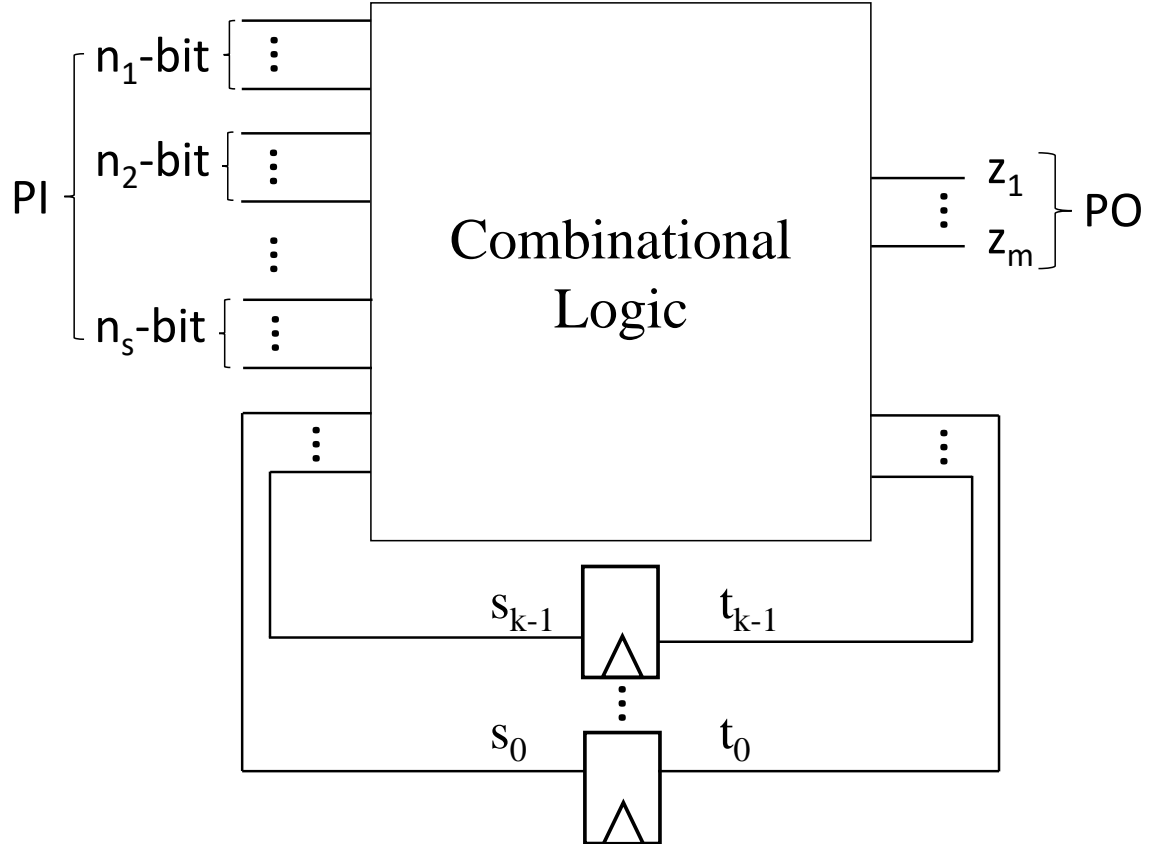 n₁-bit
n₂-bit
PI
nₛ-bit
Combinational
Logic
z₁
zₘ
PO
sₖ₋₁
tₖ₋₁
s₀
t₀